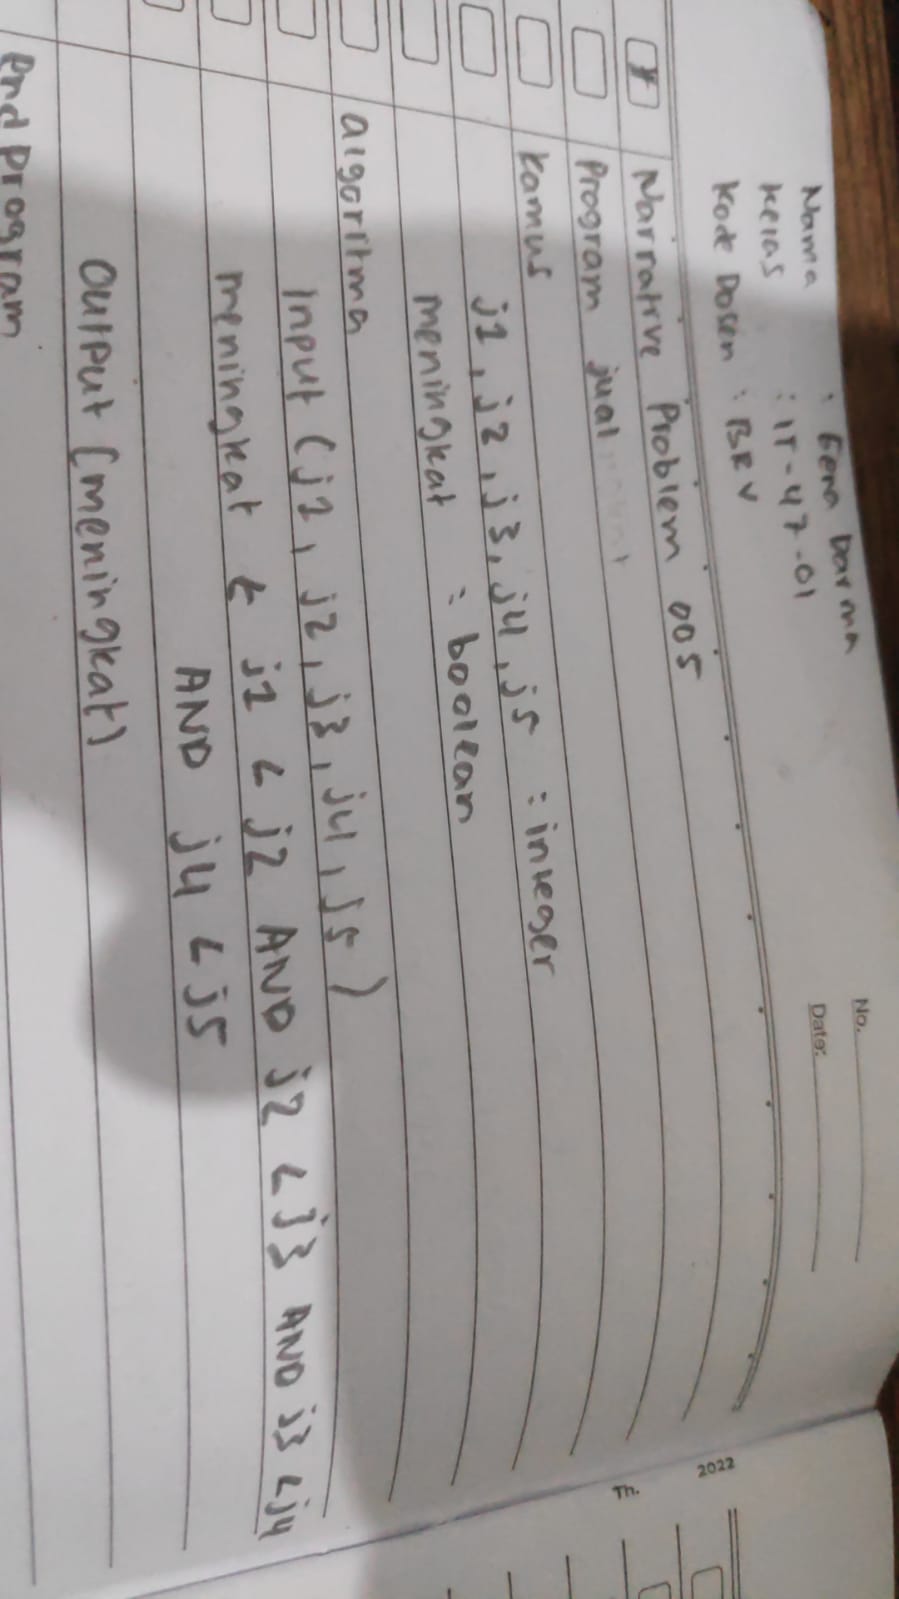 No.
Date:
Nama : Gena Darma
Kelas : IT-47-01
Kode Dosen : BRV
Narrative Problem 005
Program jual
Kamus
j1, j2, j3, j4, j5 : integer
meningkat : boolean
algoritma
Input (j1, j2, j3, j4, j5)
meningkat ← j1 < j2 AND j2 < j3 AND j3 < j4
AND j4 < j5
Output (meningkat)
end program
2022
Th.